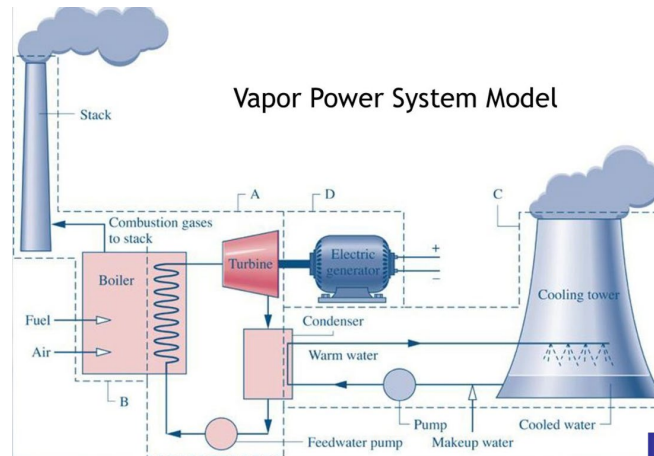 Vapor Power System Model
Stack
A
D
C
Combustion gases
to stack
Turbine
Electric
generator
+
−
Boiler
Cooling tower
Fuel
Condenser
Air
Warm water
B
Pump
Feedwater pump
Makeup water
Cooled water